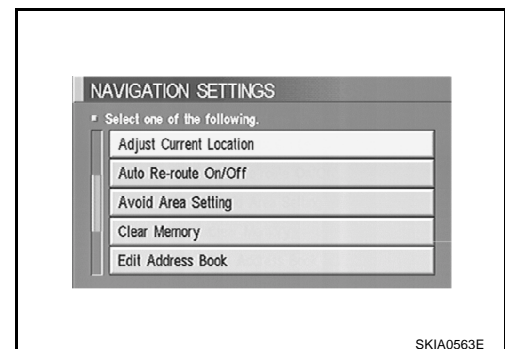 NAVIGATION SETTINGS
Select one of the following.
Adjust Current Location
Auto Re-route On/Off
Avoid Area Setting
Clear Memory
Edit Address Book
SKIA0563E